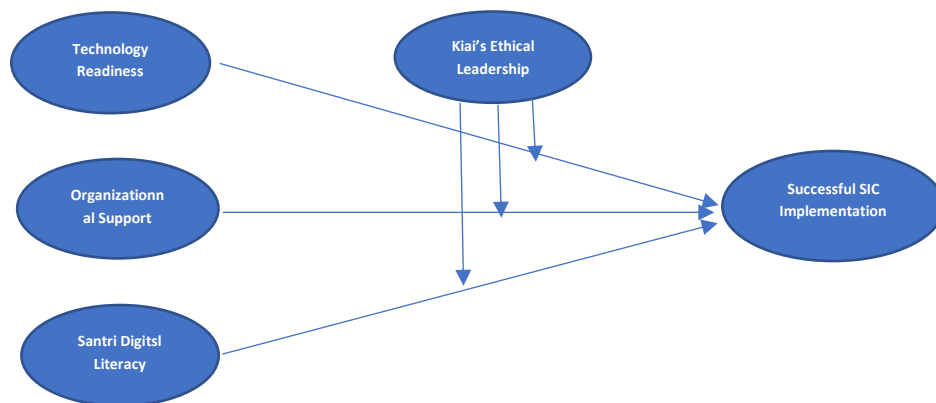 Technology
Readiness
Kiai’s Ethical
Leadership
Organizationn
al Support
Successful SIC
Implementation
Santri Digitsl
Literacy